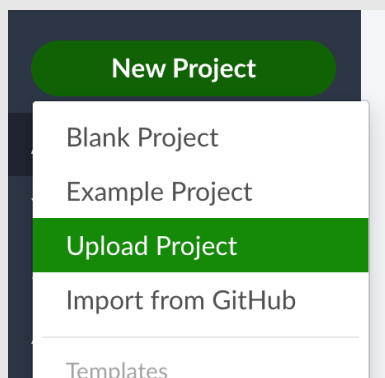 New Project
Blank Project
Example Project
Upload Project
Import from GitHub
Templates